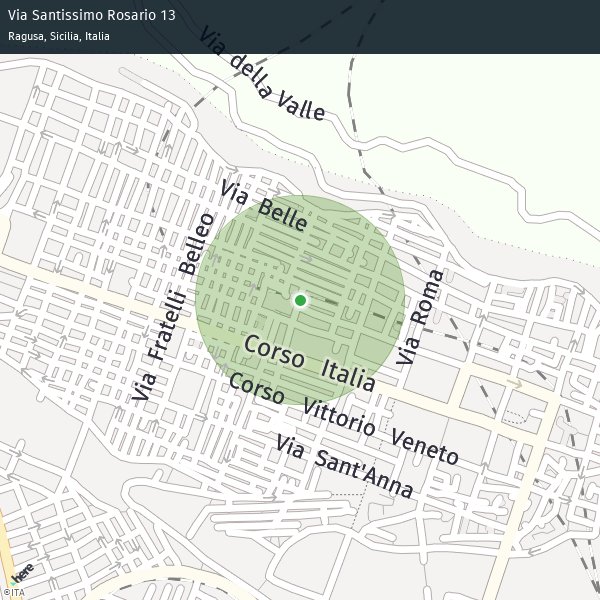 Via Santissimo Rosario 13
Ragusa, Sicilia, Italia
Via della Valle
Via Belle
Via Fratelli Belleo
Via Roma
Corso Italia
Corso Vittorio Veneto
Via Sant'Anna
here
©ITA